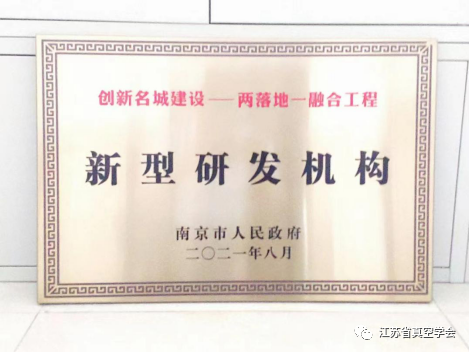 创新名城建设——两落地一融合工程
新型研发机构
南京市人民政府
二〇二一年八月
江苏省真空学会